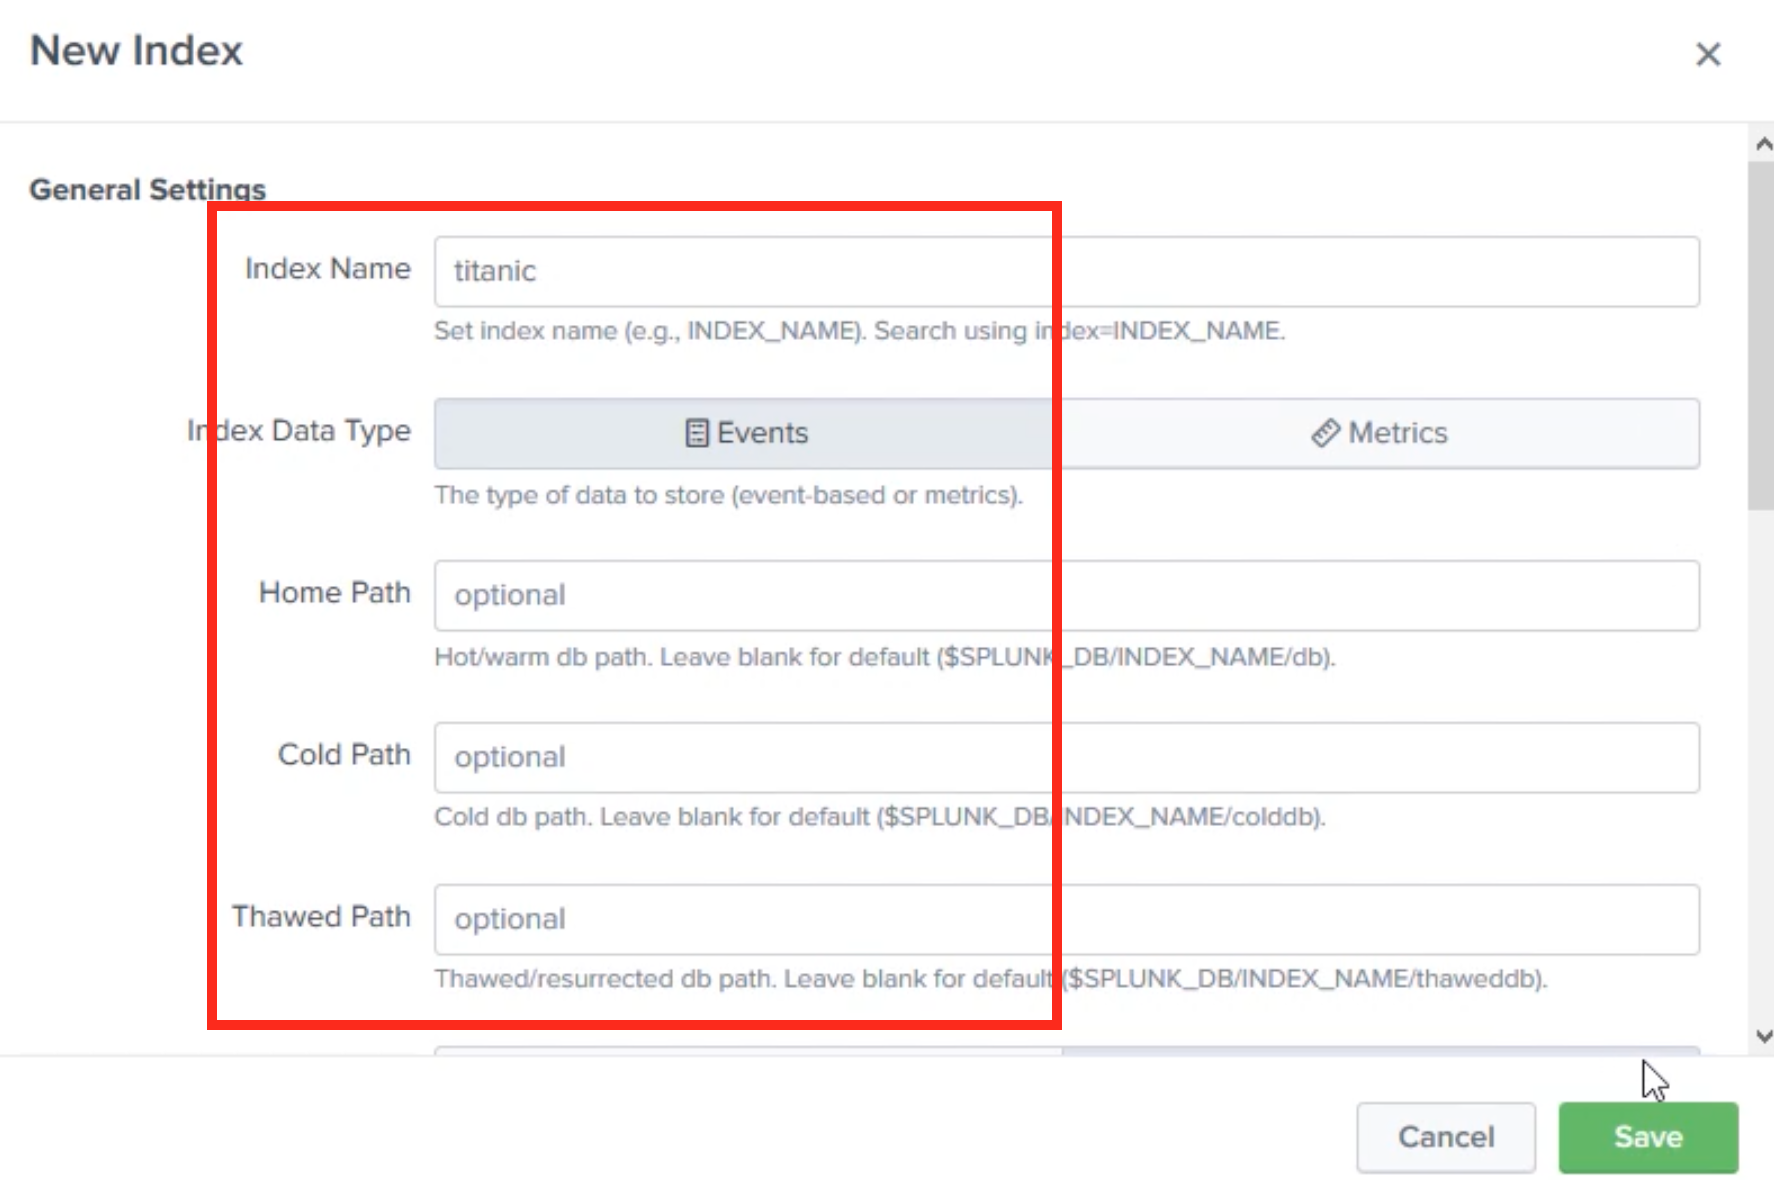 New Index
General Settings
Index Name
titanic
Set index name (e.g., INDEX_NAME). Search using index=INDEX_NAME.
Index Data Type
Events
Metrics
The type of data to store (event-based or metrics).
Home Path
optional
Hot/warm db path. Leave blank for default ($SPLUNK_DB/INDEX_NAME/db).
Cold Path
optional
Cold db path. Leave blank for default ($SPLUNK_DB/INDEX_NAME/colddb).
Thawed Path
optional
Thawed/resurrected db path. Leave blank for default ($SPLUNK_DB/INDEX_NAME/thaweddb).
Cancel
Save